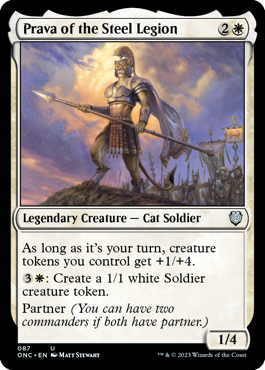 Prava of the Steel Legion 2
Legendary Creature — Cat Soldier
As long as it's your turn, creature
tokens you control get +1/+4.
3: Create a 1/1 white Soldier
creature token.
Partner (You can have two
commanders if both have partner.)
1/4
087 U
ONC • EN Matt Stewart ™ & © 2023 Wizards of the Coast